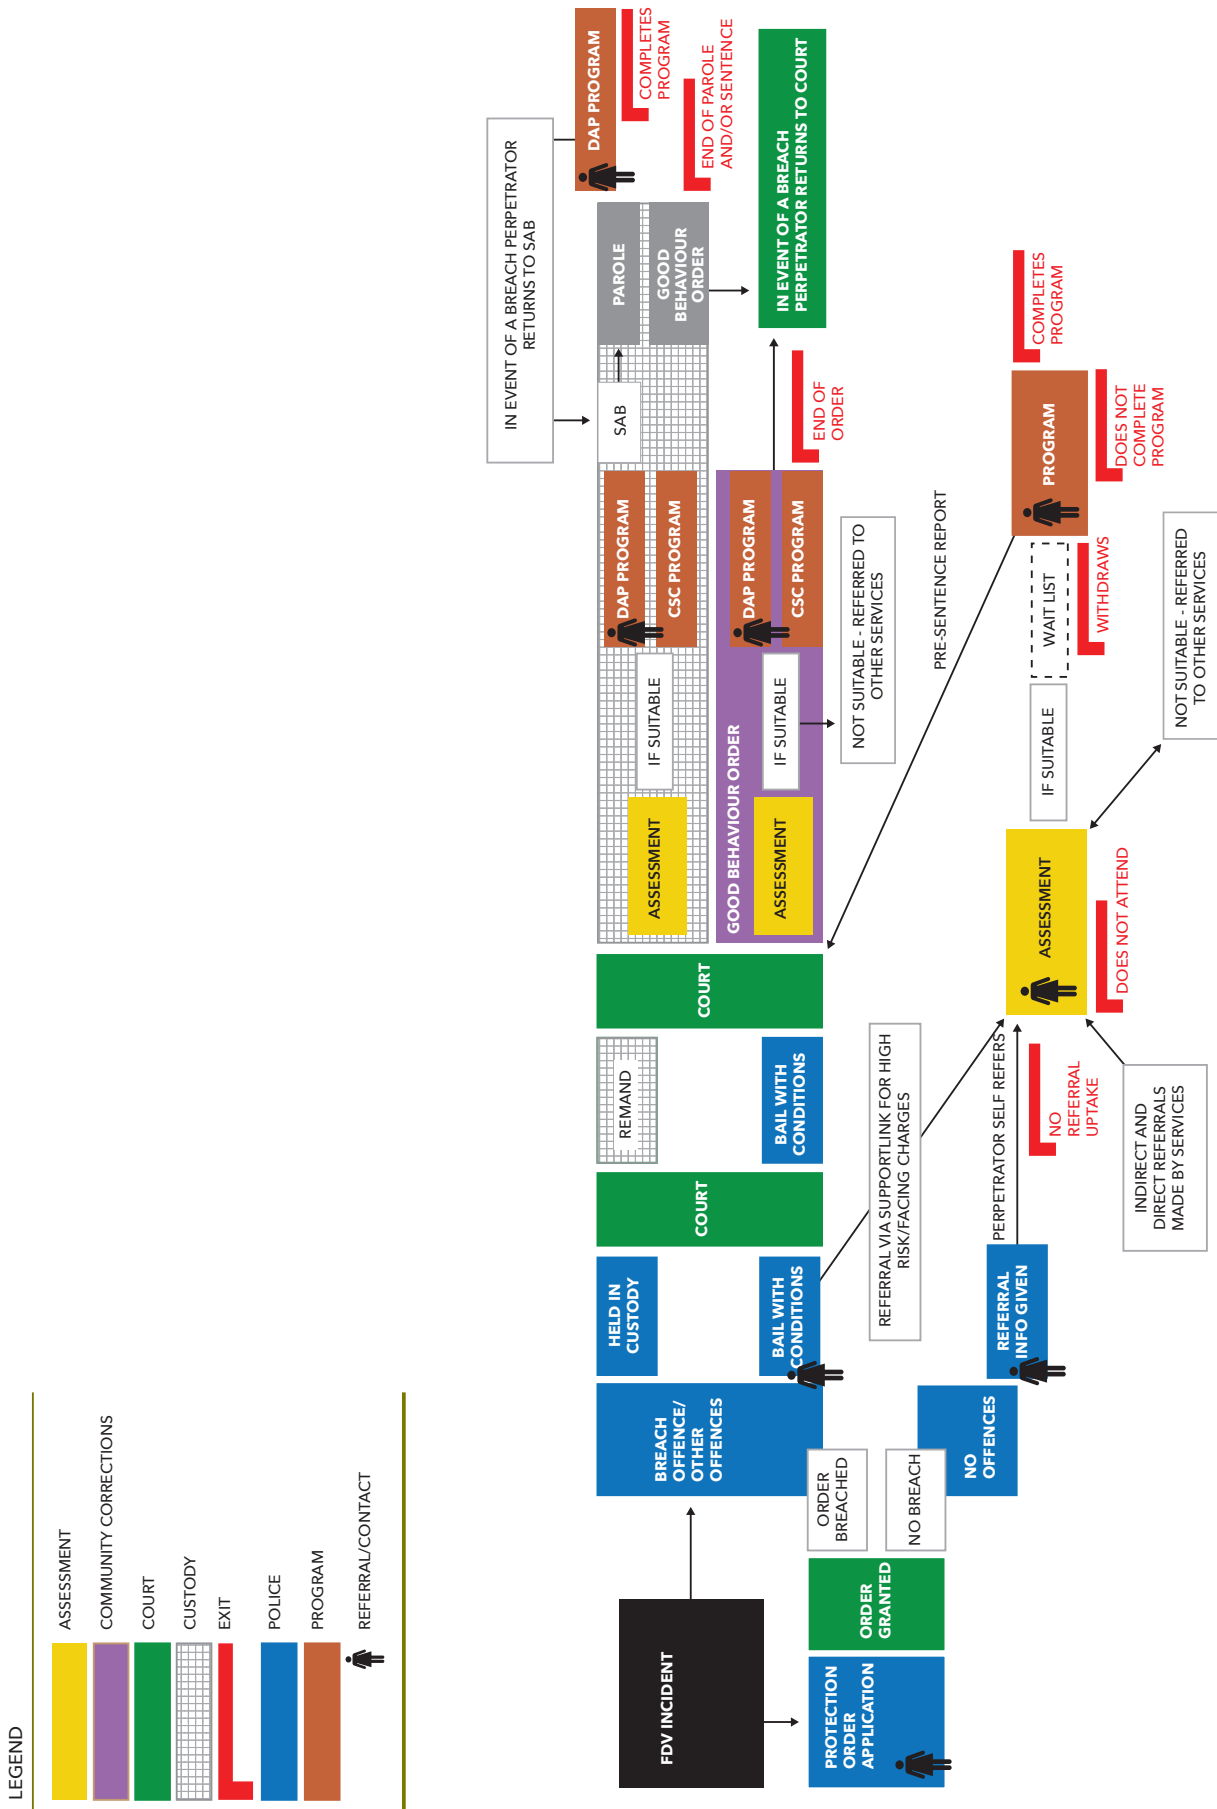 LEGEND
ASSESSMENT
COMMUNITY CORRECTIONS
COURT
CUSTODY
EXIT
POLICE
PROGRAM
REFERRAL/CONTACT
FDV INCIDENT
PROTECTION
ORDER
APPLICATION
ORDER
GRANTED
ORDER
BREACHED
NO BREACH
BREACH
OFFENCE/
OTHER
OFFENCES
NO
OFFENCES
HELD IN
CUSTODY
BAIL WITH
CONDITIONS
REFERRAL
INFO GIVEN
COURT
REMAND
BAIL WITH
CONDITIONS
COURT
REFERRAL VIA SUPPORTLINK FOR HIGH
RISK/FACING CHARGES
PERPETRATOR SELF REFERS
NO
REFERRAL
UPTAKE
INDIRECT AND
DIRECT REFERRALS
MADE BY SERVICES
ASSESSMENT
IF SUITABLE
DAP PROGRAM
CSC PROGRAM
SAB
PAROLE
GOOD
BEHAVIOUR
ORDER
IN EVENT OF A BREACH PERPETRATOR
RETURNS TO SAB
DAP PROGRAM
COMPLETES
PROGRAM
END OF PAROLE
AND/OR SENTENCE
GOOD BEHAVIOUR ORDER
ASSESSMENT
IF SUITABLE
DAP PROGRAM
CSC PROGRAM
END OF
ORDER
IN EVENT OF A BREACH
PERPETRATOR RETURNS TO COURT
NOT SUITABLE - REFERRED TO
OTHER SERVICES
PRE-SENTENCE REPORT
ASSESSMENT
DOES NOT ATTEND
IF SUITABLE
WAIT LIST
WITHDRAWS
PROGRAM
COMPLETES
PROGRAM
DOES NOT
COMPLETE
PROGRAM
NOT SUITABLE - REFERRED
TO OTHER SERVICES